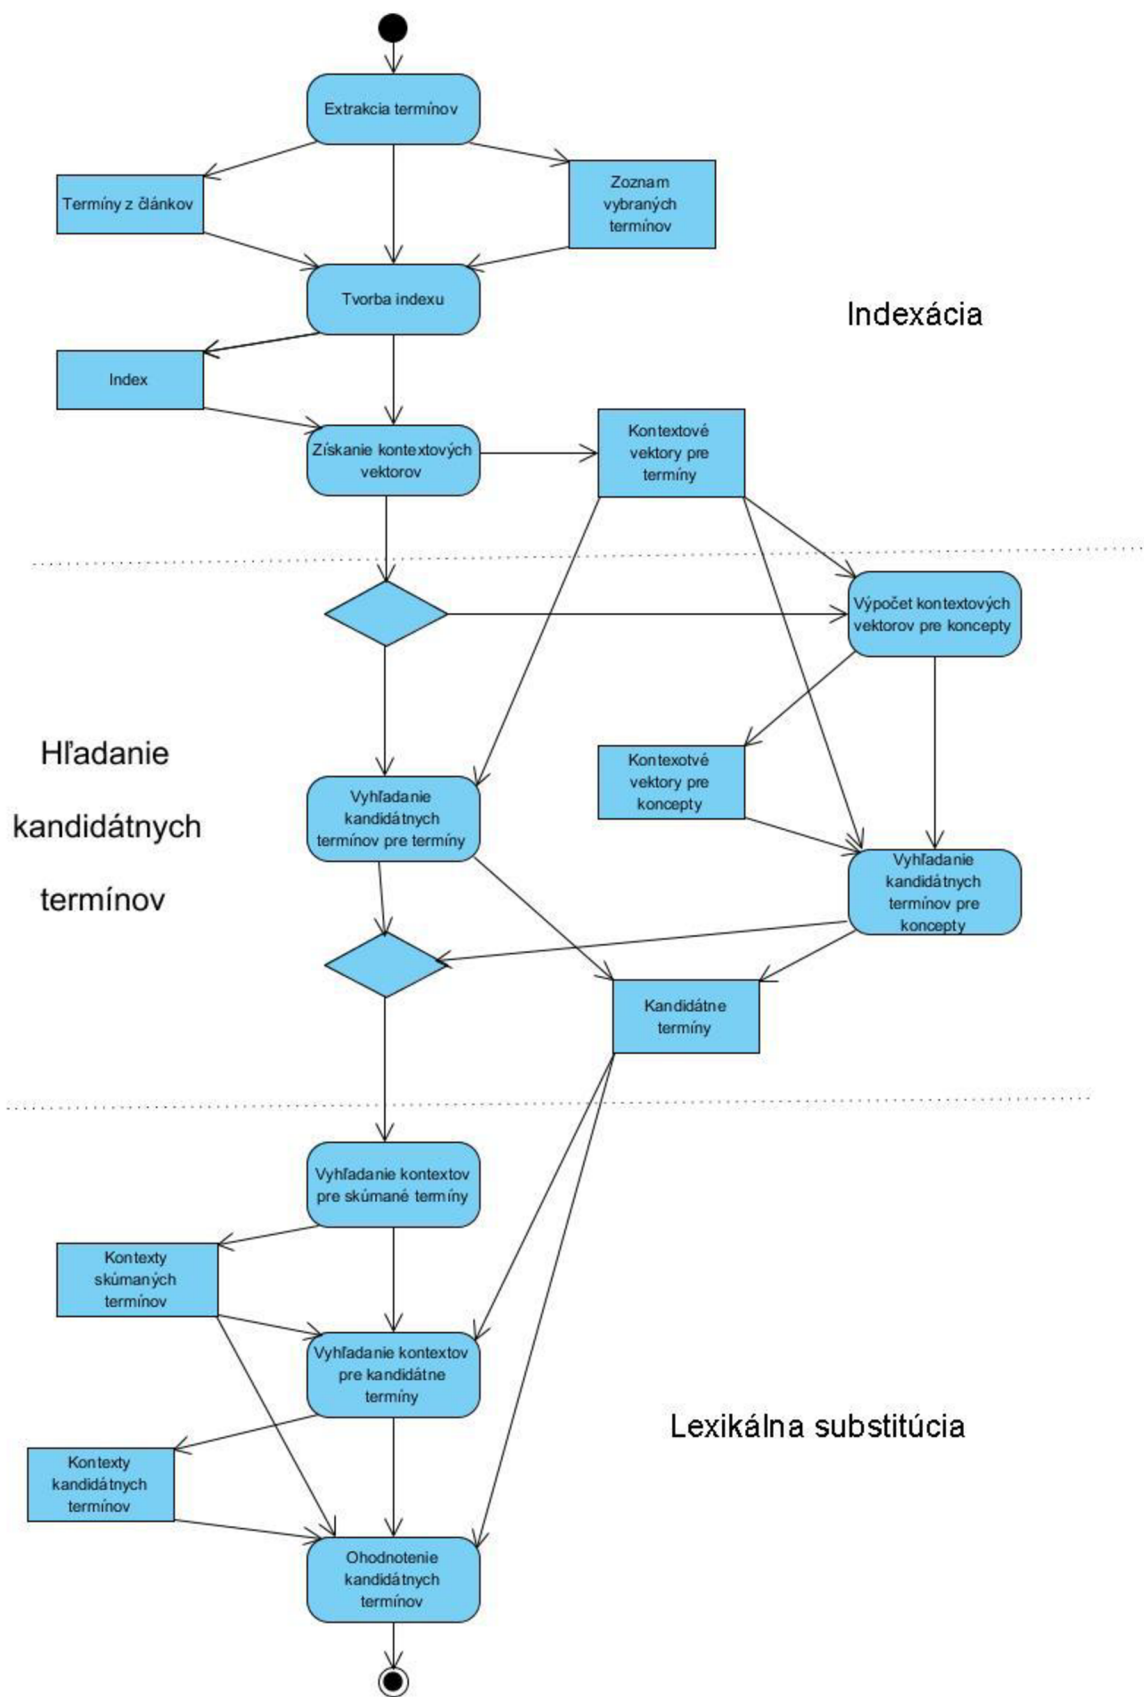 Extrakcia termínov
Termíny z článkov
Zoznam
vybraných
termínov
Tvorba indexu
Indexácia
Index
Získanie kontextových
vektorov
Kontextové
vektory pre
termíny
Výpočet kontextových
vektorov pre koncepty
Hľadanie
kandidátnych
termínov
Kontexotvé
vektory pre
koncepty
Vyhľadanie
kandidátnych
termínov pre termíny
Vyhľadanie
kandidátnych
termínov pre
koncepty
Kandidátne
termíny
Vyhľadanie kontextov
pre skúmané termíny
Kontexty
skúmaných
termínov
Vyhľadanie kontextov
pre kandidátne
termíny
Lexikálna substitúcia
Kontexty
kandidátnych
termínov
Ohodnotenie
kandidátnych
termínov